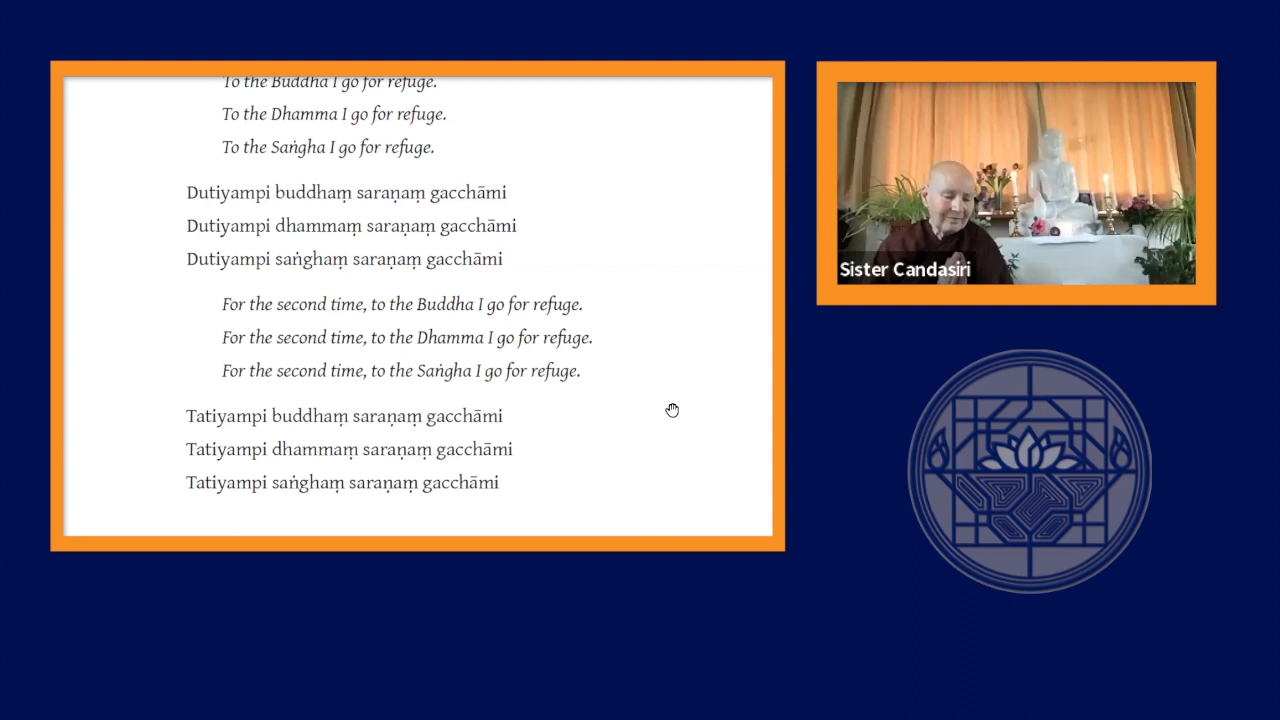 To the Buddha I go for refuge.
To the Dhamma I go for refuge.
To the Saṅgha I go for refuge.
Dutiyampi buddhaṃ saraṇaṃ gacchāmi
Dutiyampi dhammaṃ saraṇaṃ gacchāmi
Dutiyampi saṅghaṃ saraṇaṃ gacchāmi
For the second time, to the Buddha I go for refuge.
For the second time, to the Dhamma I go for refuge.
For the second time, to the Saṅgha I go for refuge.
Tatiyampi buddhaṃ saraṇaṃ gacchāmi
Tatiyampi dhammaṃ saraṇaṃ gacchāmi
Tatiyampi saṅghaṃ saraṇaṃ gacchāmi
Sister Candasiri